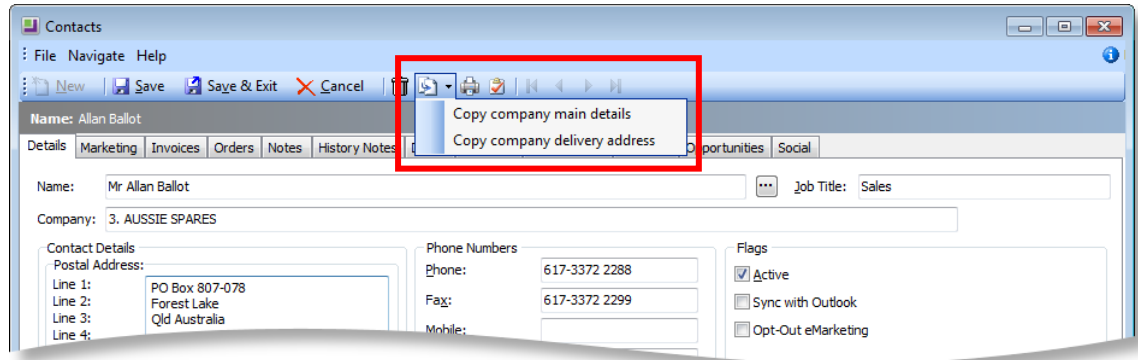 Contacts
File Navigate Help
New Save Save & Exit Cancel
Copy company main details
Copy company delivery address
Name: Allan Ballot
Details Marketing Invoices Orders Notes History Notes Social
Name: Mr Allan Ballot ... Job Title: Sales
Company: 3. AUSSIE SPARES
Contact Details Phone Numbers Flags
Postal Address:
Phone: 617-3372 2288 Active
Line 1: PO Box 807-078
Line 2: Forest Lake Fax: 617-3372 2299 Sync with Outlook
Line 3: Qld Australia
Line 4: Mobile: Opt-Out eMarketing